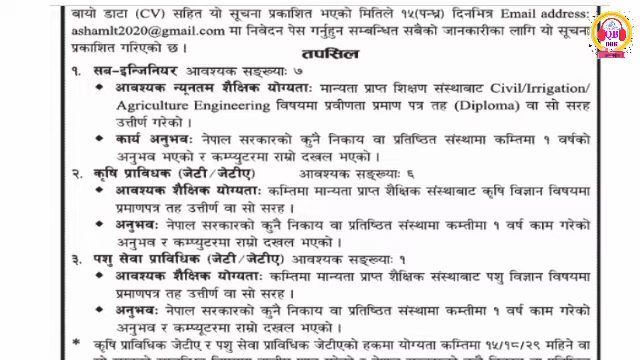 बायो डाटा (CV) सहित यो सूचना प्रकाशित भएको मितिले १५(पन्ध्र) दिनभित्र Email address:
ashamlt2020@gmail.com मा निवेदन पेस गर्नुहुन सम्बन्धित सबैको जानकारीका लागि यो सूचना
प्रकाशित गरिएको छ ।
तपसिल
१. सब-इन्जिनियर आवश्यक सङ्ख्याः ७
◆ आवश्यक न्यूनतम शैक्षिक योग्यताः मान्यता प्राप्त शिक्षण संस्थाबाट Civil/Irrigation/
Agriculture Engineering विषयमा प्रवीणता प्रमाण पत्र तह (Diploma) वा सो सरह
उत्तीर्ण गरेको ।
◆ कार्य अनुभवः नेपाल सरकारको कुनै निकाय वा प्रतिष्ठित संस्थामा कम्तिमा १ वर्षको
अनुभव भएको र कम्प्युटरमा राम्रो दखल भएको ।
२. कृषि प्राविधिक (जेटी/जेटीए) आवश्यक सङ्ख्याः ६
◆ आवश्यक शैक्षिक योग्यताः कम्तिमा मान्यता प्राप्त शैक्षिक संस्थाबाट कृषि विज्ञान विषयमा
प्रमाणपत्र तह उत्तीर्ण वा सो सरह ।
◆ अनुभवः नेपाल सरकारको कुनै निकाय वा प्रतिष्ठित संस्थामा कम्तीमा १ वर्ष काम गरेको
अनुभव भएको र कम्प्युटरमा राम्रो दखल भएको ।
३. पशु सेवा प्राविधिक (जेटी/जेटीए) आवश्यक सङ्ख्याः १
◆ आवश्यक शैक्षिक योग्यताः कम्तिमा मान्यता प्राप्त शैक्षिक संस्थाबाट पशु विज्ञान विषयमा
प्रमाणपत्र तह उत्तीर्ण वा सो सरह ।
◆ अनुभवः नेपाल सरकारको कुनै निकाय वा प्रतिष्ठित संस्थामा कम्तीमा १ वर्ष काम गरेको
अनुभव भएको र कम्प्यूटरमा राम्रो दखल भएको ।
* कृषि प्राविधिक जेटीए र पशु सेवा प्राविधिक जेटीएको हकमा योग्यता कम्तिमा १५/१८/२९ महिने वा